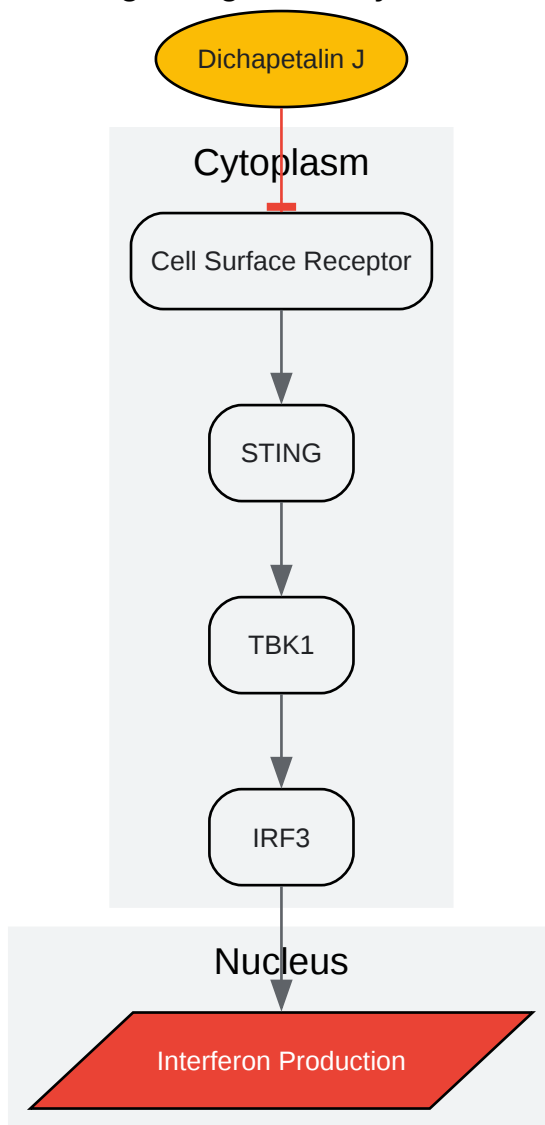 Dichapetalin J
Cytoplasm
Cell Surface Receptor
STING
TBK1
IRF3
Nucleus
Interferon Production